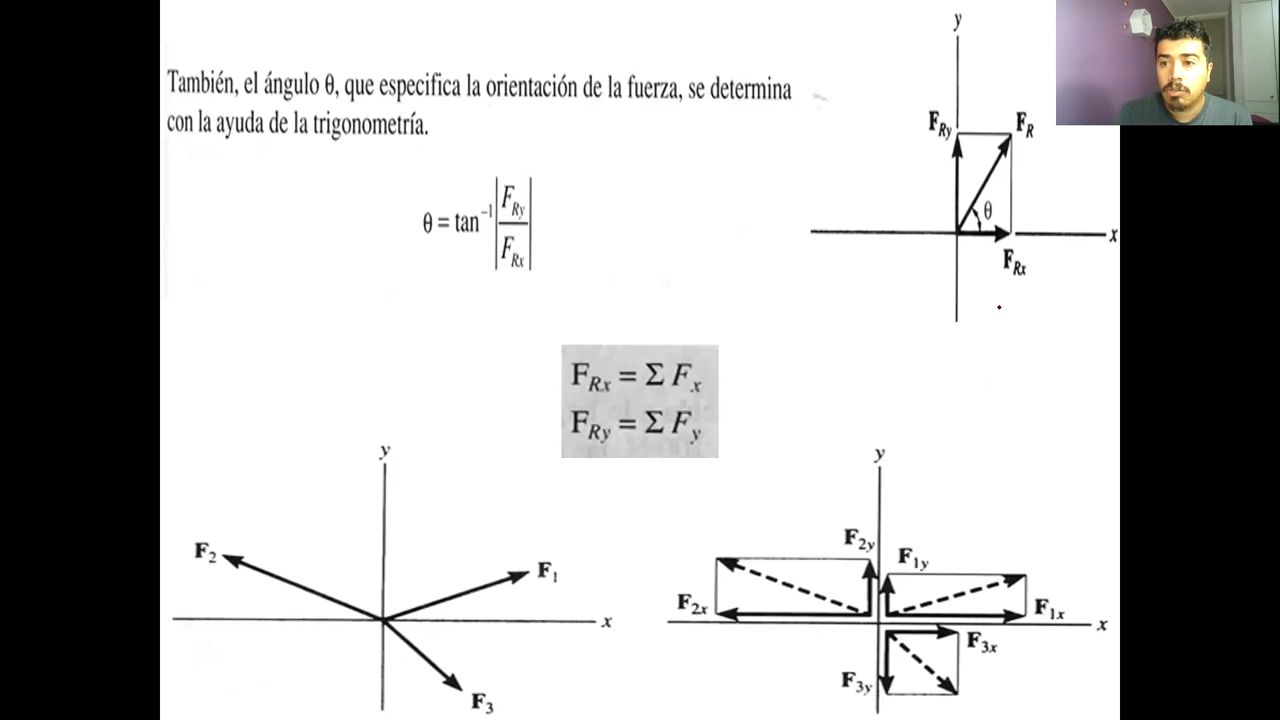 También, el ángulo θ, que especifica la orientación de la fuerza, se determina
con la ayuda de la trigonometría.
θ = tan⁻¹ |F_Ry / F_Rx|
y
F_Ry
F_R
θ
x
F_Rx
F_Rx = Σ F_x
F_Ry = Σ F_y
y
F₂
F₁
x
F₃
y
F_2y
F_1y
F_2x
F_1x
x
F_3x
F_3y